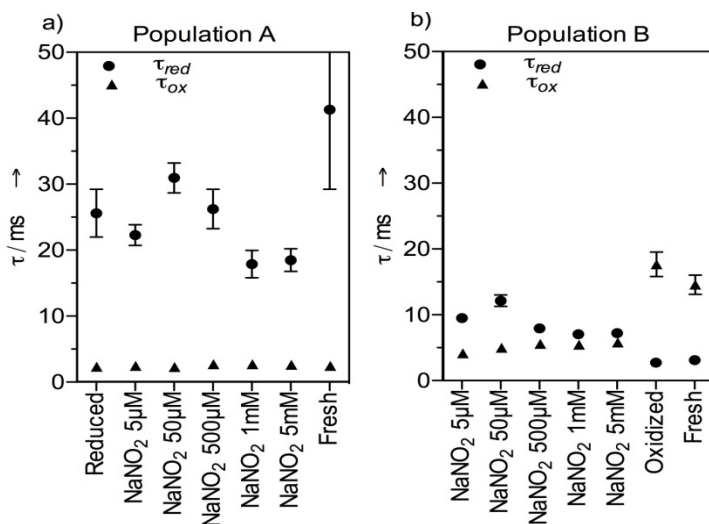 a)
Population A
τred
τox
50
40
30
20
10
0
τ / ms →
Reduced
NaNO2 5µM
NaNO2 50µM
NaNO2 500µM
NaNO2 1mM
NaNO2 5mM
Fresh
b)
Population B
τred
τox
50
40
30
20
10
0
τ / ms →
NaNO2 5µM
NaNO2 50µM
NaNO2 500µM
NaNO2 1mM
NaNO2 5mM
Oxidized
Fresh